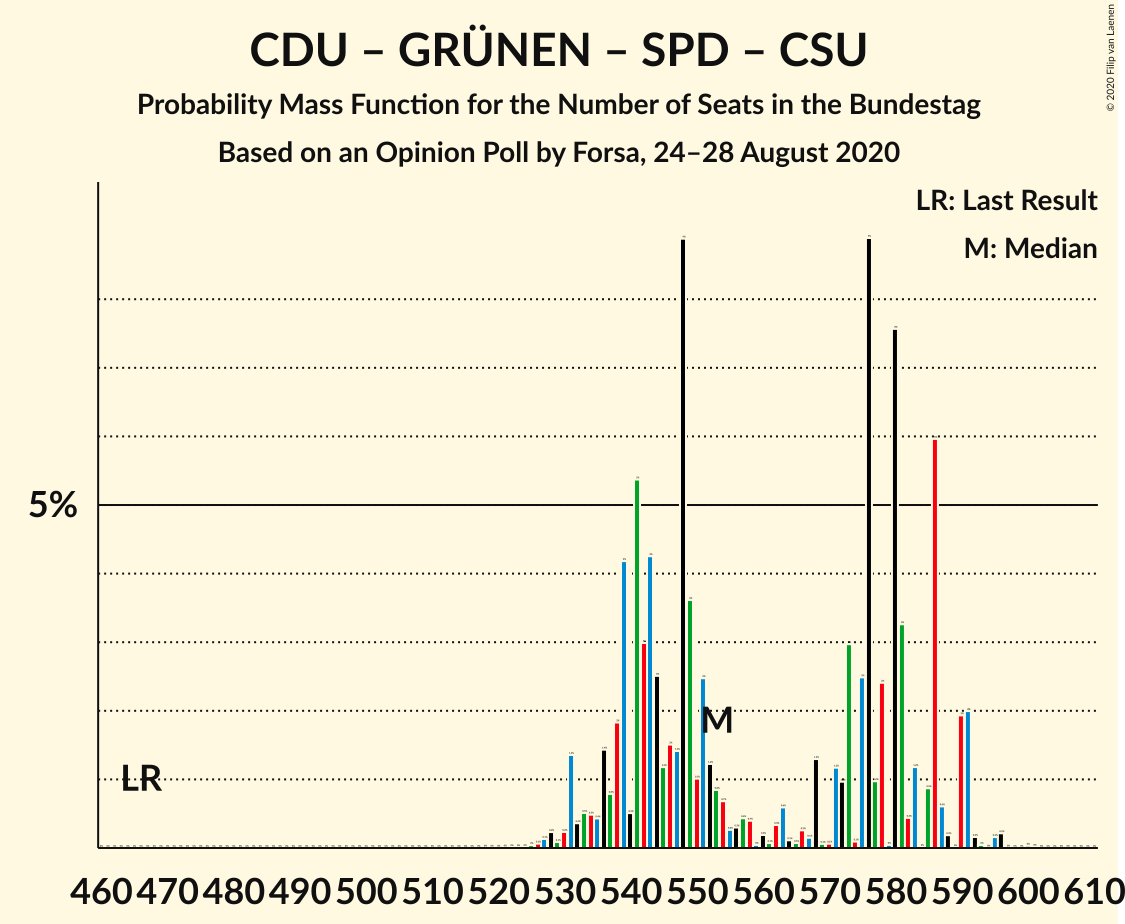 CDU – GRÜNEN – SPD – CSU
Probability Mass Function for the Number of Seats in the Bundestag
Based on an Opinion Poll by Forsa, 24–28 August 2020
© 2020 Filip van Laenen
LR: Last Result
M: Median
5%
M
LR
460 470 480 490 500 510 520 530 540 550 560 570 580 590 600 610